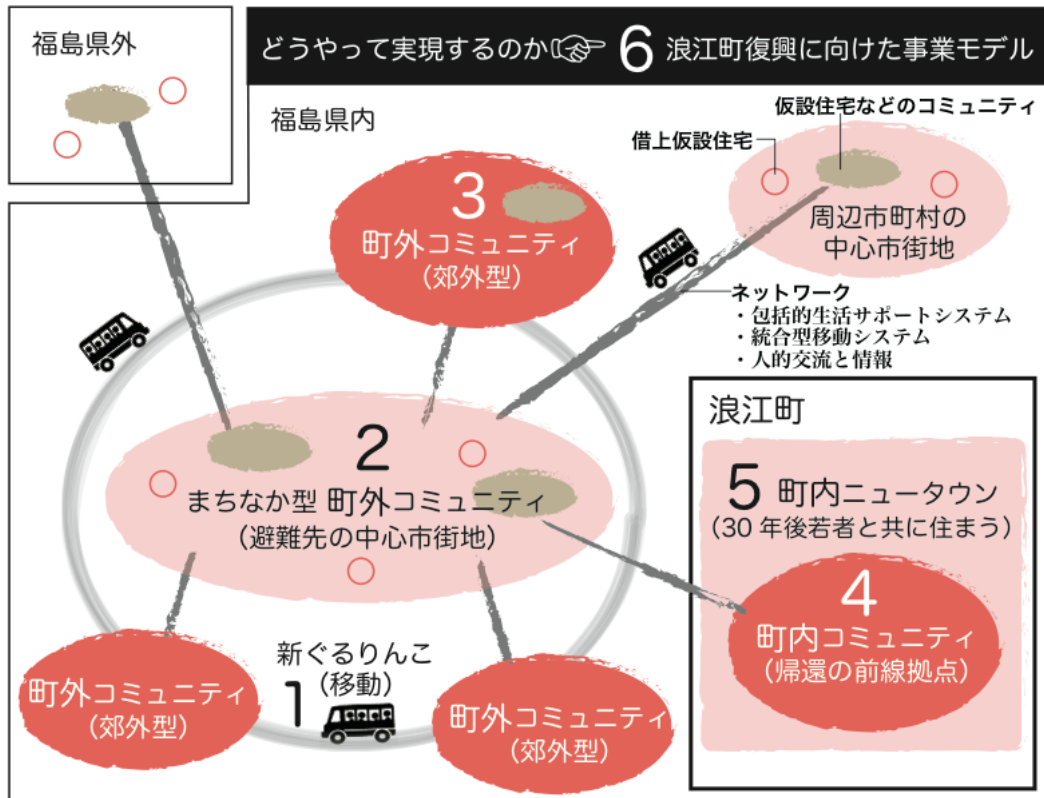 福島県外
どうやって実現するのか☞ 6 浪江町復興に向けた事業モデル
福島県内
仮設住宅などのコミュニティ
借上仮設住宅
周辺市町村の
中心市街地
3
町外コミュニティ
(郊外型)
ネットワーク
・包括的生活サポートシステム
・統合型移動システム
・人的交流と情報
2
まちなか型 町外コミュニティ
(避難先の中心市街地)
浪江町
5 町内ニュータウン
(30年後若者と共に住まう)
4
町内コミュニティ
(帰還の前線拠点)
町外コミュニティ
(郊外型)
新ぐるりんこ
1 (移動)
町外コミュニティ
(郊外型)